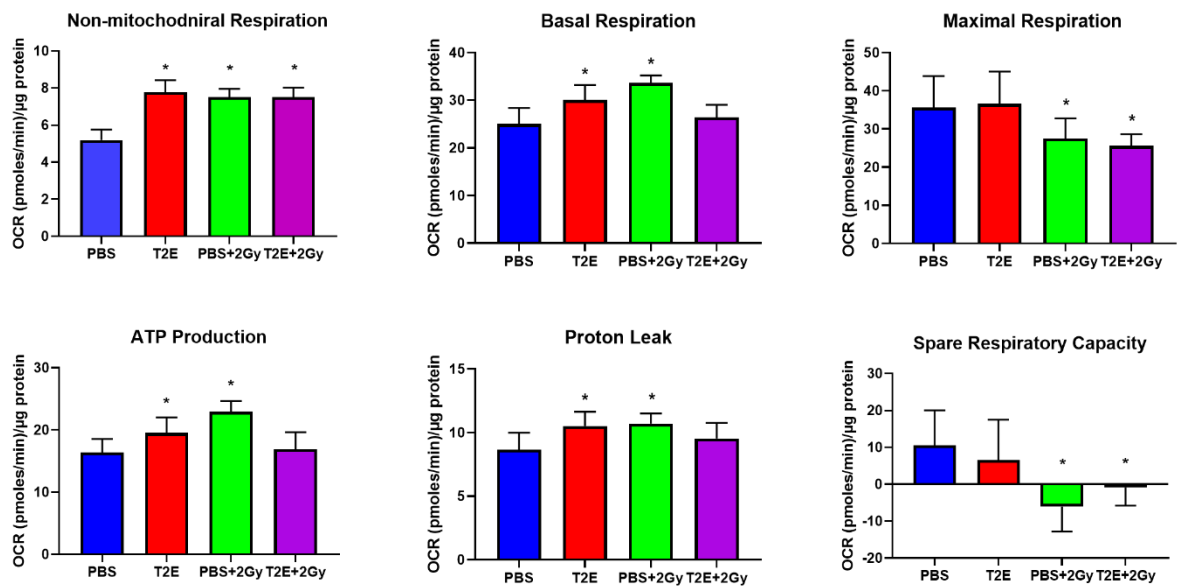 Non-mitochodniral Respiration
OCR (pmoles/min)/µg protein
10
8
6
4
2
0
* * *
PBS T2E PBS+2Gy T2E+2Gy
Basal Respiration
OCR (pmoles/min)/µg protein
40
30
20
10
0
* *
PBS T2E PBS+2Gy T2E+2Gy
Maximal Respiration
OCR (pmoles/min)/µg protein
50
40
30
20
10
0
* *
PBS T2E PBS+2Gy T2E+2Gy
ATP Production
OCR (pmoles/min)/µg protein
30
20
10
0
* *
PBS T2E PBS+2Gy T2E+2Gy
Proton Leak
OCR (pmoles/min)/µg protein
15
10
5
0
* *
PBS T2E PBS+2Gy T2E+2Gy
Spare Respiratory Capacity
OCR (pmoles/min)/µg protein
30
20
10
0
-10
-20
* *
PBS T2E PBS+2Gy T2E+2Gy